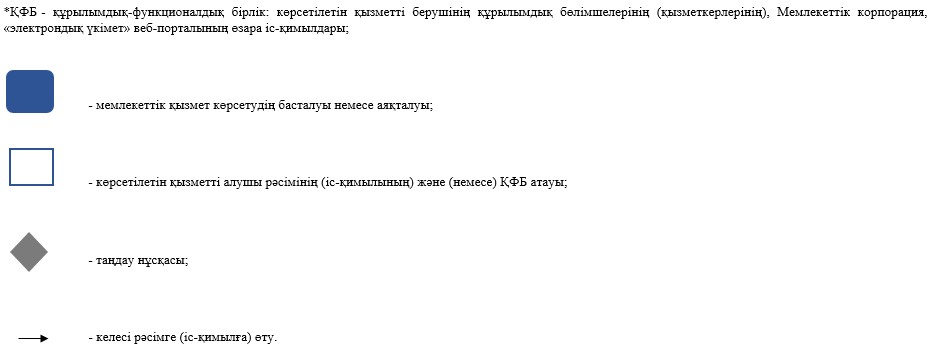 *ҚФБ - құрылымдық-функционалдық бірлік: көрсетілетін қызметті берушінің құрылымдық бөлімшелерінің (қызметкерлерінің), Мемлекеттік корпорация,
«электрондық үкімет» веб-порталының өзара іс-қимылдары;
- мемлекеттік қызмет көрсетудің басталуы немесе аяқталуы;
- көрсетілетін қызметті алушы рәсімінің (іс-қимылының) және (немесе) ҚФБ атауы;
- таңдау нұсқасы;
- келесі рәсімге (іс-қимылға) өту.